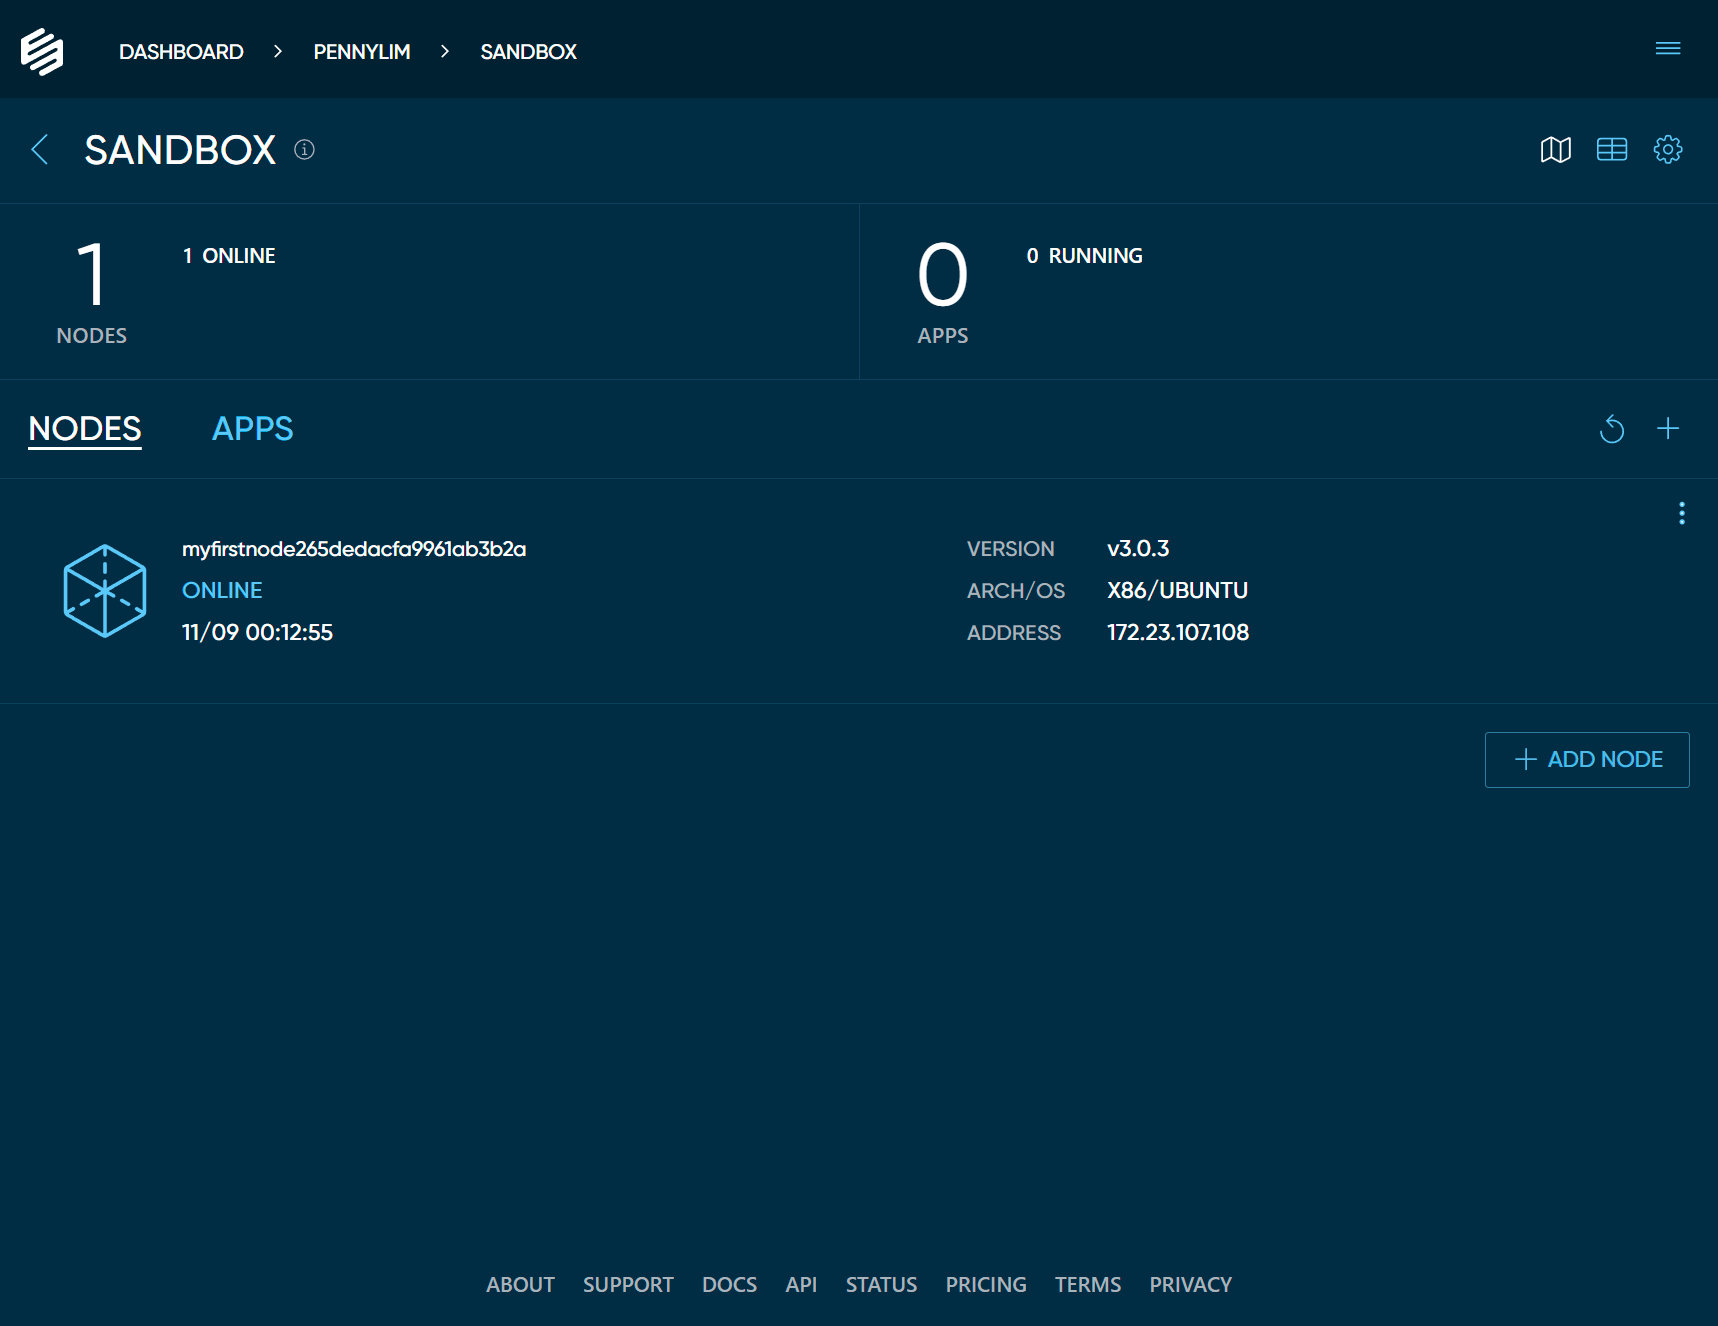 DASHBOARD > PENNYLIM > SANDBOX
SANDBOX
1 1 ONLINE
NODES
0 0 RUNNING
APPS
NODES APPS
myfirstnode265dedacfa9961ab3b2a
ONLINE
11/09 00:12:55
VERSION v3.0.3
ARCH/OS X86/UBUNTU
ADDRESS 172.23.107.108
ADD NODE
ABOUT SUPPORT DOCS API STATUS PRICING TERMS PRIVACY